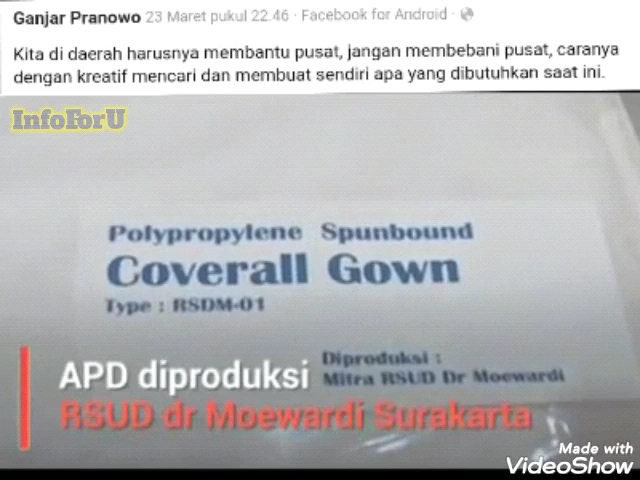 Ganjar Pranowo 23 Maret pukul 22.46 · Facebook for Android ·
Kita di daerah harusnya membantu pusat, jangan membebani pusat, caranya
dengan kreatif mencari dan membuat sendiri apa yang dibutuhkan saat ini.
InfoForU
Polypropylene Spunbound
Coverall Gown
Type : RSDM-01
Diproduksi :
Mitra RSUD Dr Moewardi
APD diproduksi
RSUD dr Moewardi Surakarta
Made with
VideoShow